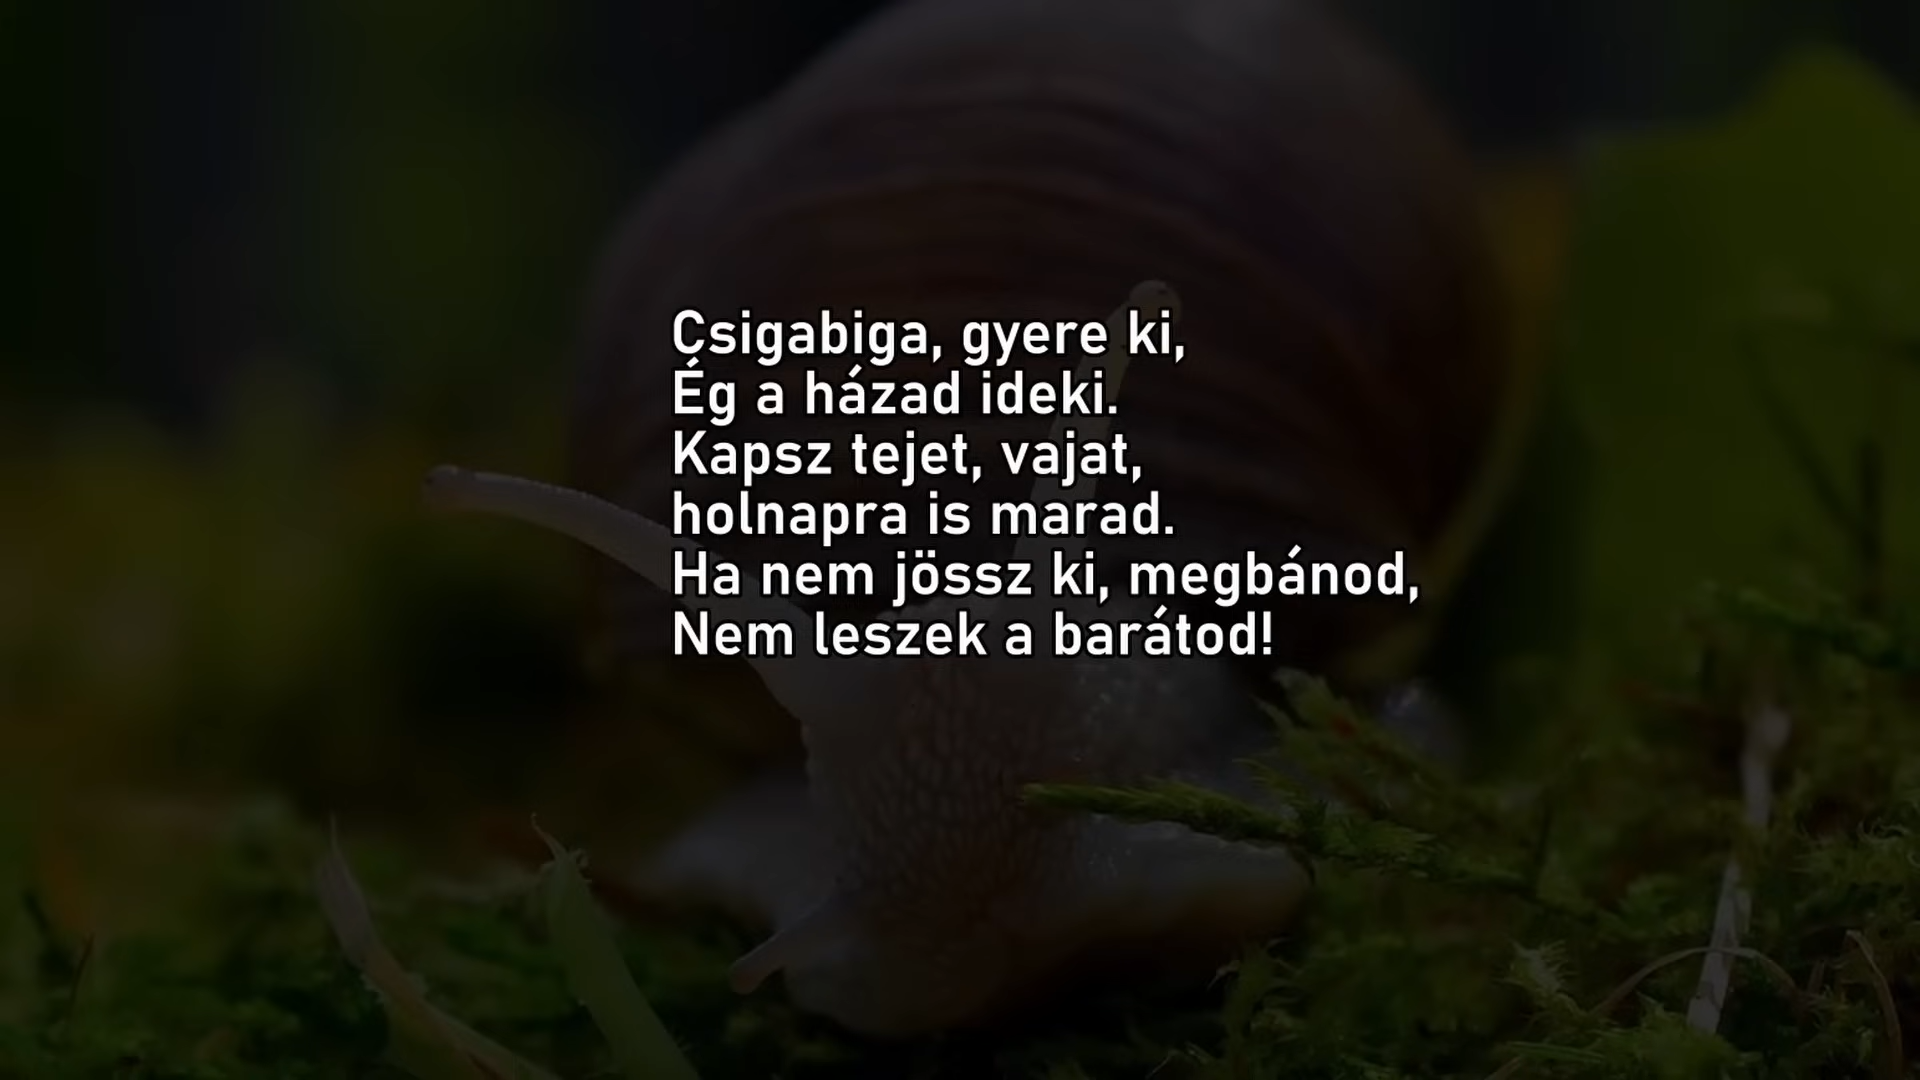 Csigabiga, gyere ki,
Ég a házad ideki.
Kapsz tejet, vajat,
holnapra is marad.
Ha nem jössz ki, megbánod,
Nem leszek a barátod!